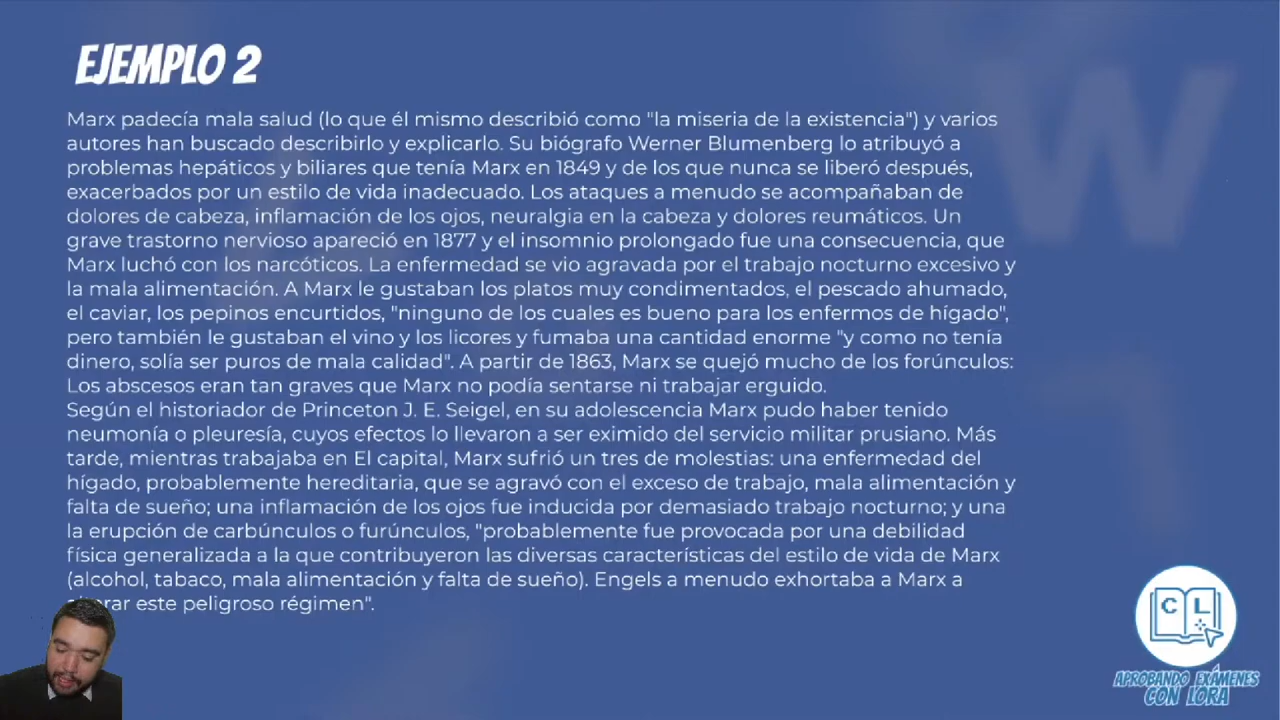 EJEMPLO 2
Marx padecía mala salud (lo que él mismo describió como "la miseria de la existencia") y varios
autores han buscado describirlo y explicarlo. Su biógrafo Werner Blumenberg lo atribuyó a
problemas hepáticos y biliares que tenía Marx en 1849 y de los que nunca se liberó después,
exacerbados por un estilo de vida inadecuado. Los ataques a menudo se acompañaban de
dolores de cabeza, inflamación de los ojos, neuralgia en la cabeza y dolores reumáticos. Un
grave trastorno nervioso apareció en 1877 y el insomnio prolongado fue una consecuencia, que
Marx luchó con los narcóticos. La enfermedad se vio agravada por el trabajo nocturno excesivo y
la mala alimentación. A Marx le gustaban los platos muy condimentados, el pescado ahumado,
el caviar, los pepinos encurtidos, "ninguno de los cuales es bueno para los enfermos de hígado",
pero también le gustaban el vino y los licores y fumaba una cantidad enorme "y como no tenía
dinero, solía ser puros de mala calidad". A partir de 1863, Marx se quejó mucho de los forúnculos:
Los abscesos eran tan graves que Marx no podía sentarse ni trabajar erguido.
Según el historiador de Princeton J. E. Seigel, en su adolescencia Marx pudo haber tenido
neumonía o pleuresía, cuyos efectos lo llevaron a ser eximido del servicio militar prusiano. Más
tarde, mientras trabajaba en El capital, Marx sufrió un tres de molestias: una enfermedad del
hígado, probablemente hereditaria, que se agravó con el exceso de trabajo, mala alimentación y
falta de sueño; una inflamación de los ojos fue inducida por demasiado trabajo nocturno; y una
la erupción de carbúnculos o furúnculos, "probablemente fue provocada por una debilidad
física generalizada a la que contribuyeron las diversas características del estilo de vida de Marx
(alcohol, tabaco, mala alimentación y falta de sueño). Engels a menudo exhortaba a Marx a
este peligroso régimen".
W
C L
APROBANDO EXÁMENES
CON LORA